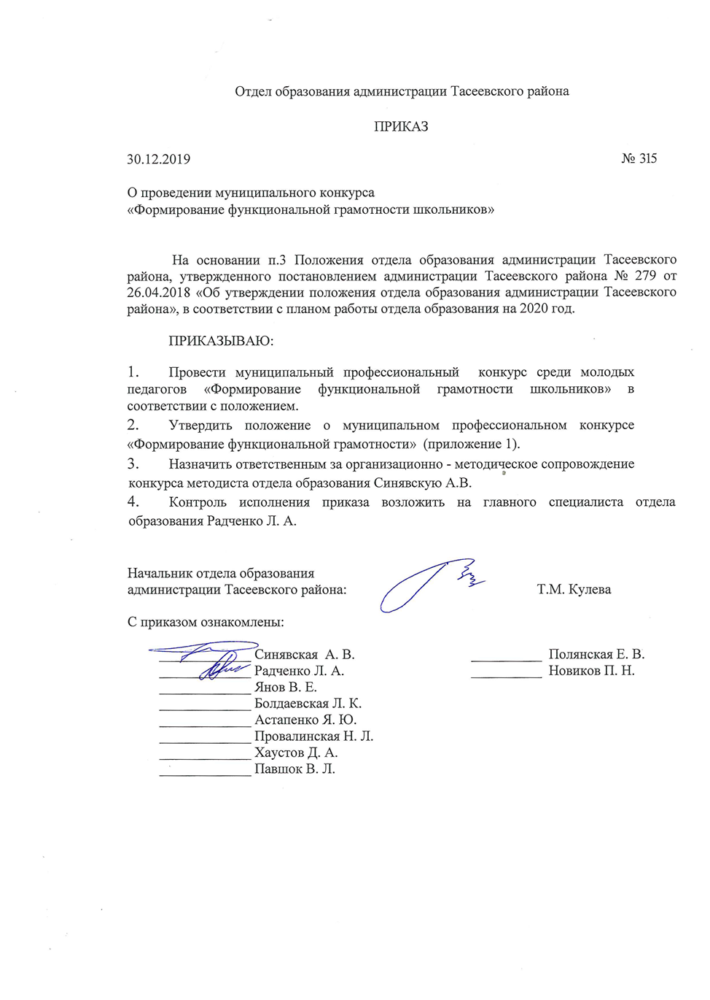 Отдел образования администрации Тасеевского района
ПРИКАЗ
30.12.2019 № 315
О проведении муниципального конкурса
«Формирование функциональной грамотности школьников»
На основании п.3 Положения отдела образования администрации Тасеевского
района, утвержденного постановлением администрации Тасеевского района № 279 от
26.04.2018 «Об утверждении положения отдела образования администрации Тасеевского
района», в соответствии с планом работы отдела образования на 2020 год.
ПРИКАЗЫВАЮ:
1. Провести муниципальный профессиональный конкурс среди молодых
педагогов «Формирование функциональной грамотности школьников» в
соответствии с положением.
2. Утвердить положение о муниципальном профессиональном конкурсе
«Формирование функциональной грамотности» (приложение 1).
3. Назначить ответственным за организационно - методическое сопровождение
конкурса методиста отдела образования Синявскую А.В.
4. Контроль исполнения приказа возложить на главного специалиста отдела
образования Радченко Л. А.
Начальник отдела образования
администрации Тасеевского района: Т.М. Кулева
С приказом ознакомлены:
Синявская А. В. Полянская Е. В.
Радченко Л. А. Новиков П. Н.
Янов В. Е.
Болдаевская Л. К.
Астапенко Я. Ю.
Провалинская Н. Л.
Хаустов Д. А.
Павшок В. Л.